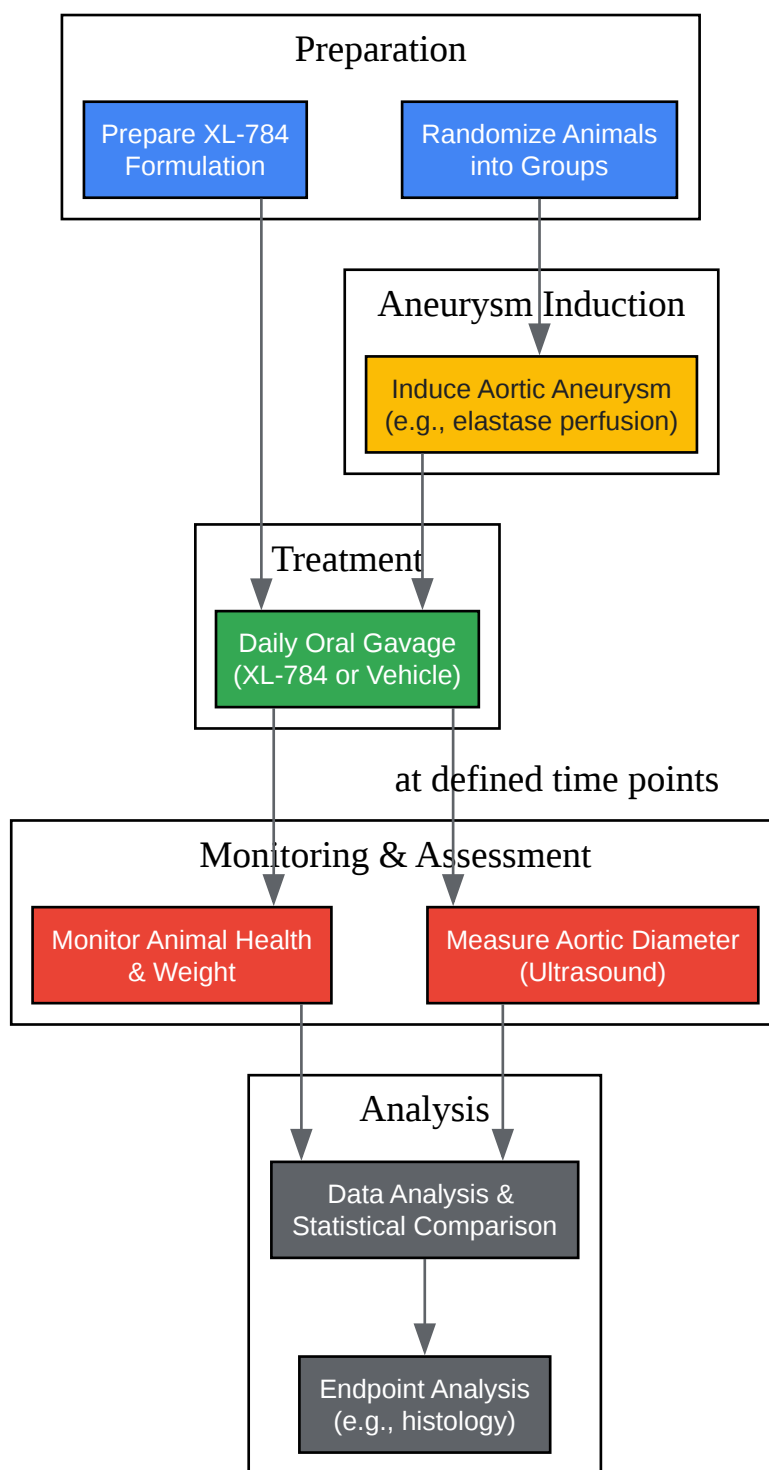 Preparation
Prepare XL-784
Formulation
Randomize Animals
into Groups
Aneurysm Induction
Induce Aortic Aneurysm
(e.g., elastase perfusion)
Treatment
Daily Oral Gavage
(XL-784 or Vehicle)
at defined time points
Monitoring & Assessment
Monitor Animal Health
& Weight
Measure Aortic Diameter
(Ultrasound)
Analysis
Data Analysis &
Statistical Comparison
Endpoint Analysis
(e.g., histology)